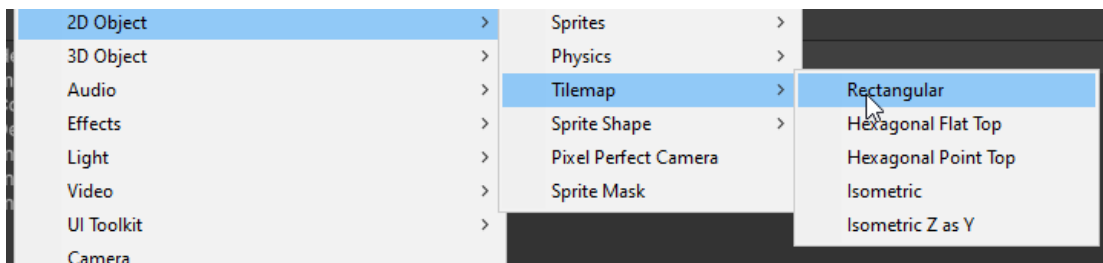 2D Object
3D Object
Audio
Effects
Light
Video
UI Toolkit
Camera
Sprites
Physics
Tilemap
Sprite Shape
Pixel Perfect Camera
Sprite Mask
Rectangular
Hexagonal Flat Top
Hexagonal Point Top
Isometric
Isometric Z as Y